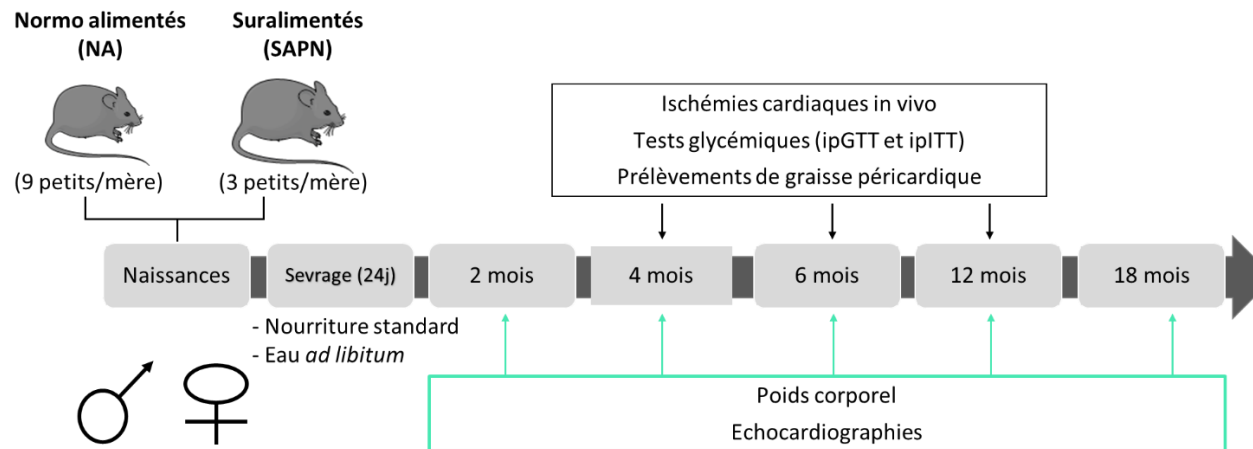 Normo alimentés
(NA)
Suralimentés
(SAPN)
(9 petits/mère)
(3 petits/mère)
Ischémies cardiaques in vivo
Tests glycémiques (ipGTT et ipITT)
Prélèvements de graisse péricardique
Naissances
Sevrage (24j)
2 mois
4 mois
6 mois
12 mois
18 mois
- Nourriture standard
- Eau ad libitum
Poids corporel
Echocardiographies